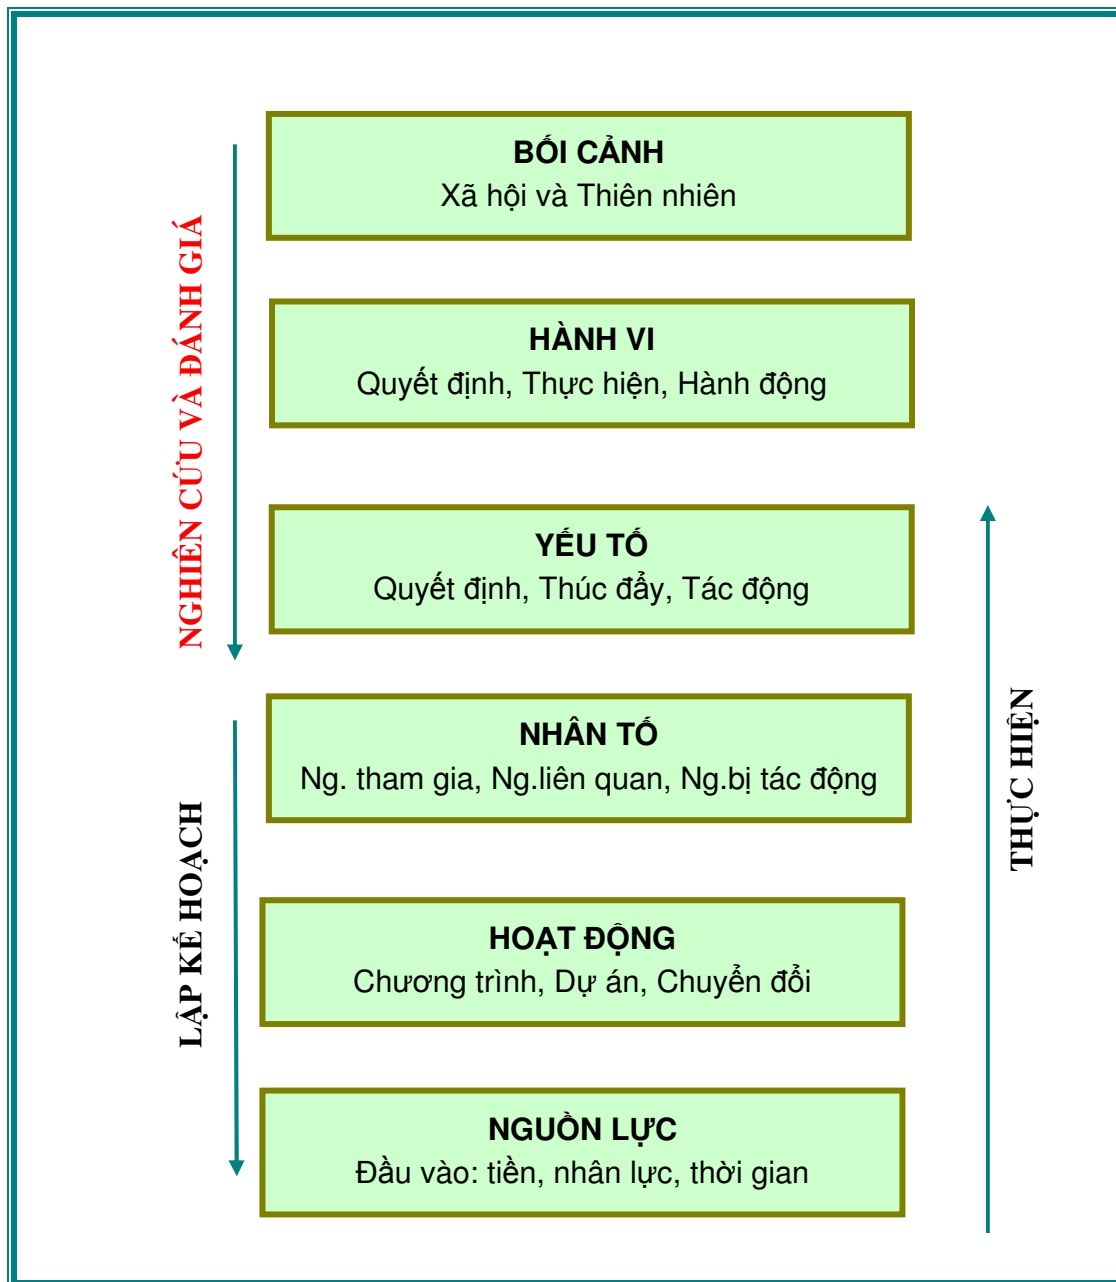 BỐI CẢNH
Xã hội và Thiên nhiên
NGHIÊN CỨU VÀ ĐÁNH GIÁ
HÀNH VI
Quyết định, Thực hiện, Hành động
YẾU TỐ
Quyết định, Thúc đẩy, Tác động
NHÂN TỐ
Ng. tham gia, Ng.liên quan, Ng.bị tác động
THỰC HIỆN
LẬP KẾ HOẠCH
HOẠT ĐỘNG
Chương trình, Dự án, Chuyển đổi
NGUỒN LỰC
Đầu vào: tiền, nhân lực, thời gian